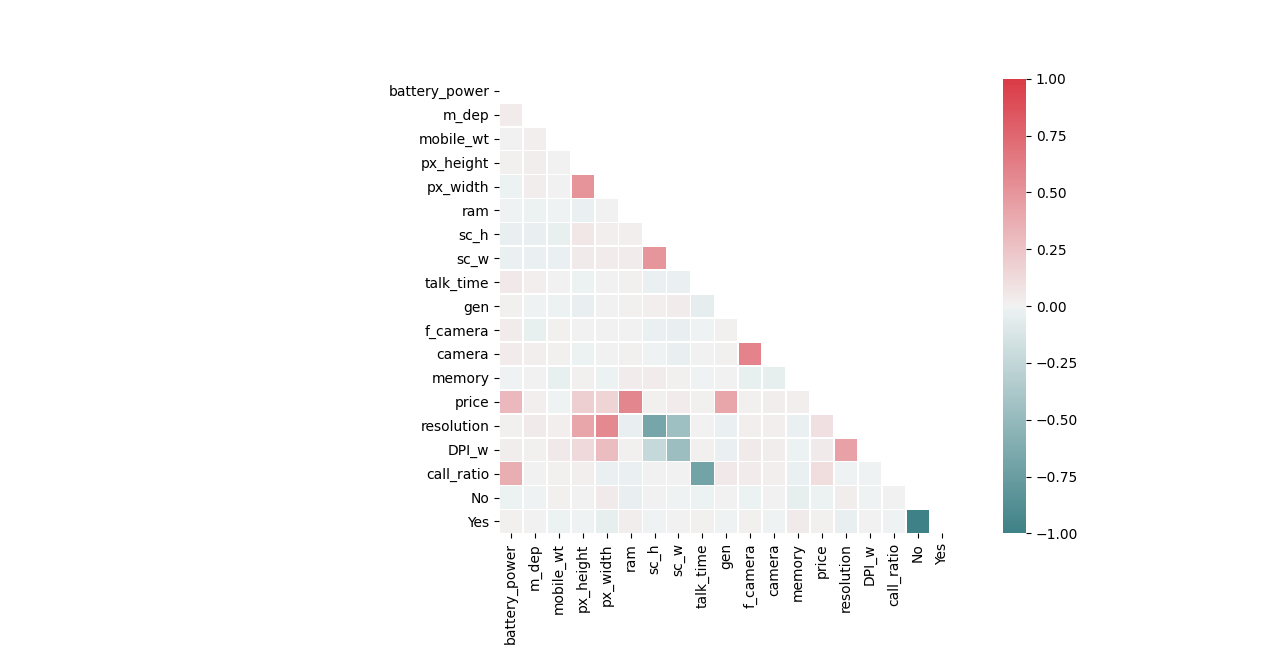 battery_power
m_dep
mobile_wt
px_height
px_width
ram
sc_h
sc_w
talk_time
gen
f_camera
camera
memory
price
resolution
DPI_w
call_ratio
No
Yes
battery_power
m_dep
mobile_wt
px_height
px_width
ram
sc_h
sc_w
talk_time
gen
f_camera
camera
memory
price
resolution
DPI_w
call_ratio
No
Yes
1.00
0.75
0.50
0.25
0.00
−0.25
−0.50
−0.75
−1.00